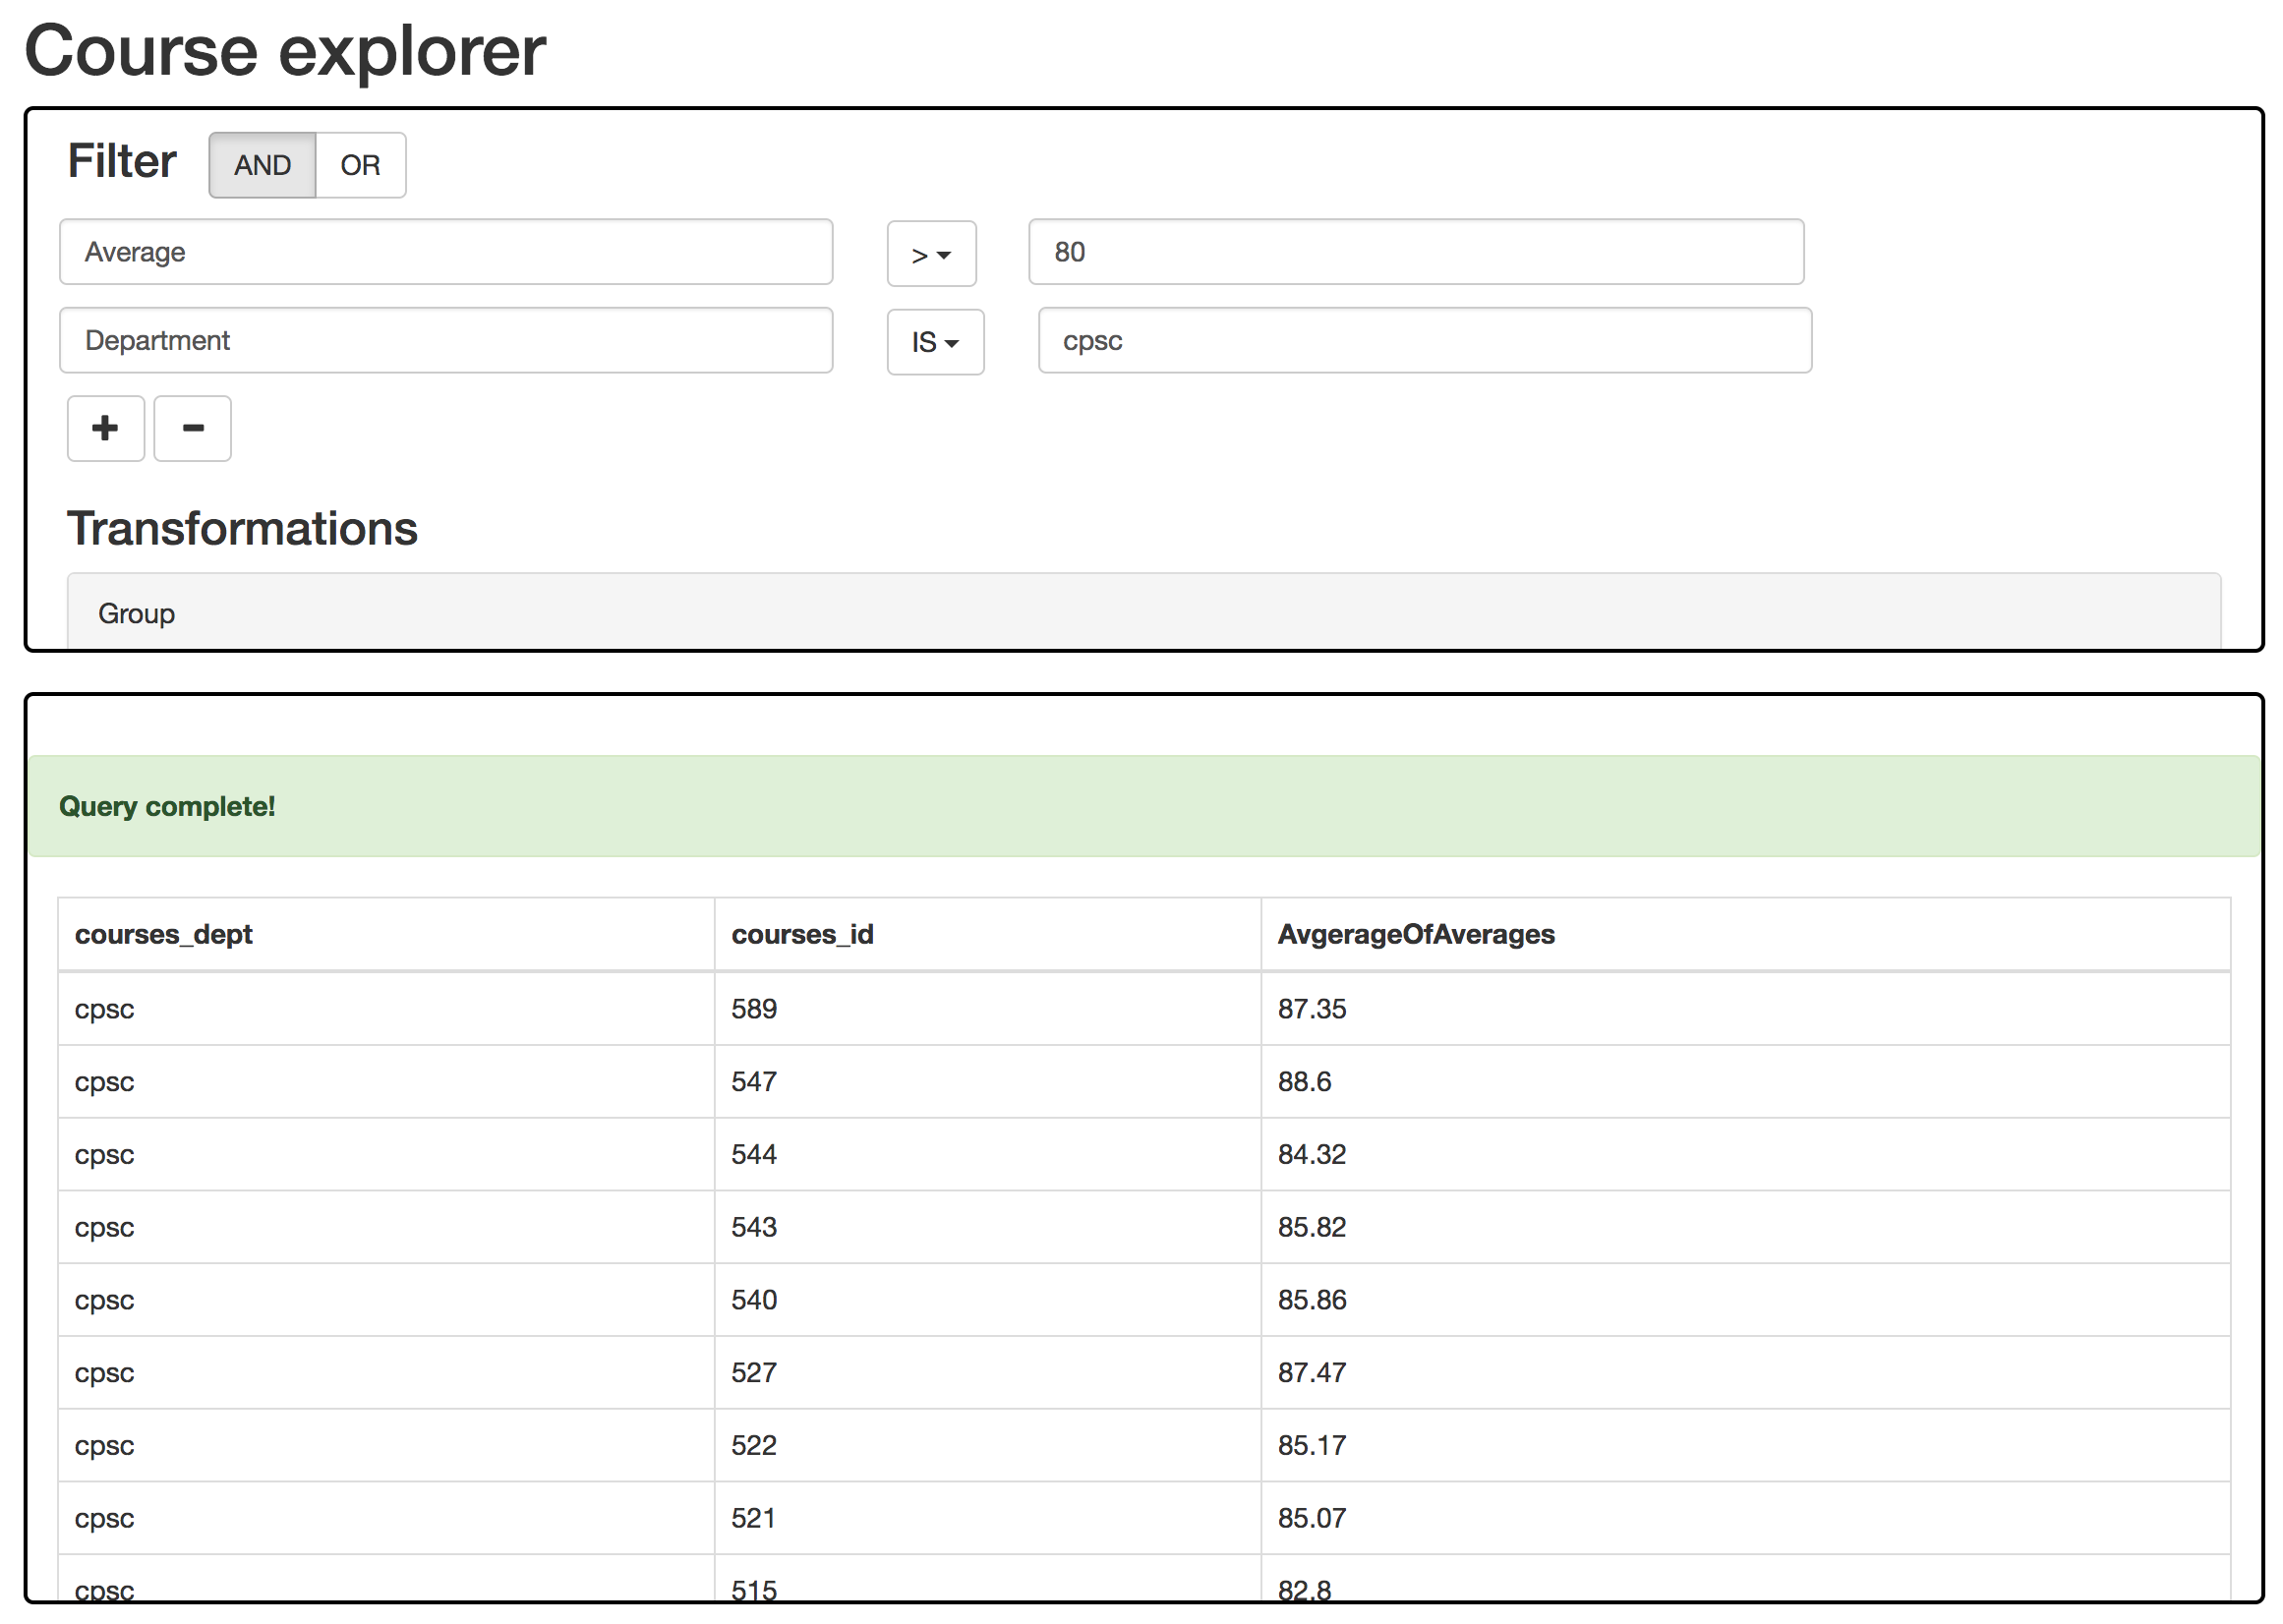 Course explorer
Filter AND OR
Average > 80
Department IS cpsc
Transformations
Group
Query complete!
courses_dept courses_id AvgerageOfAverages
cpsc 589 87.35
cpsc 547 88.6
cpsc 544 84.32
cpsc 543 85.82
cpsc 540 85.86
cpsc 527 87.47
cpsc 522 85.17
cpsc 521 85.07
cpsc 515 82.8